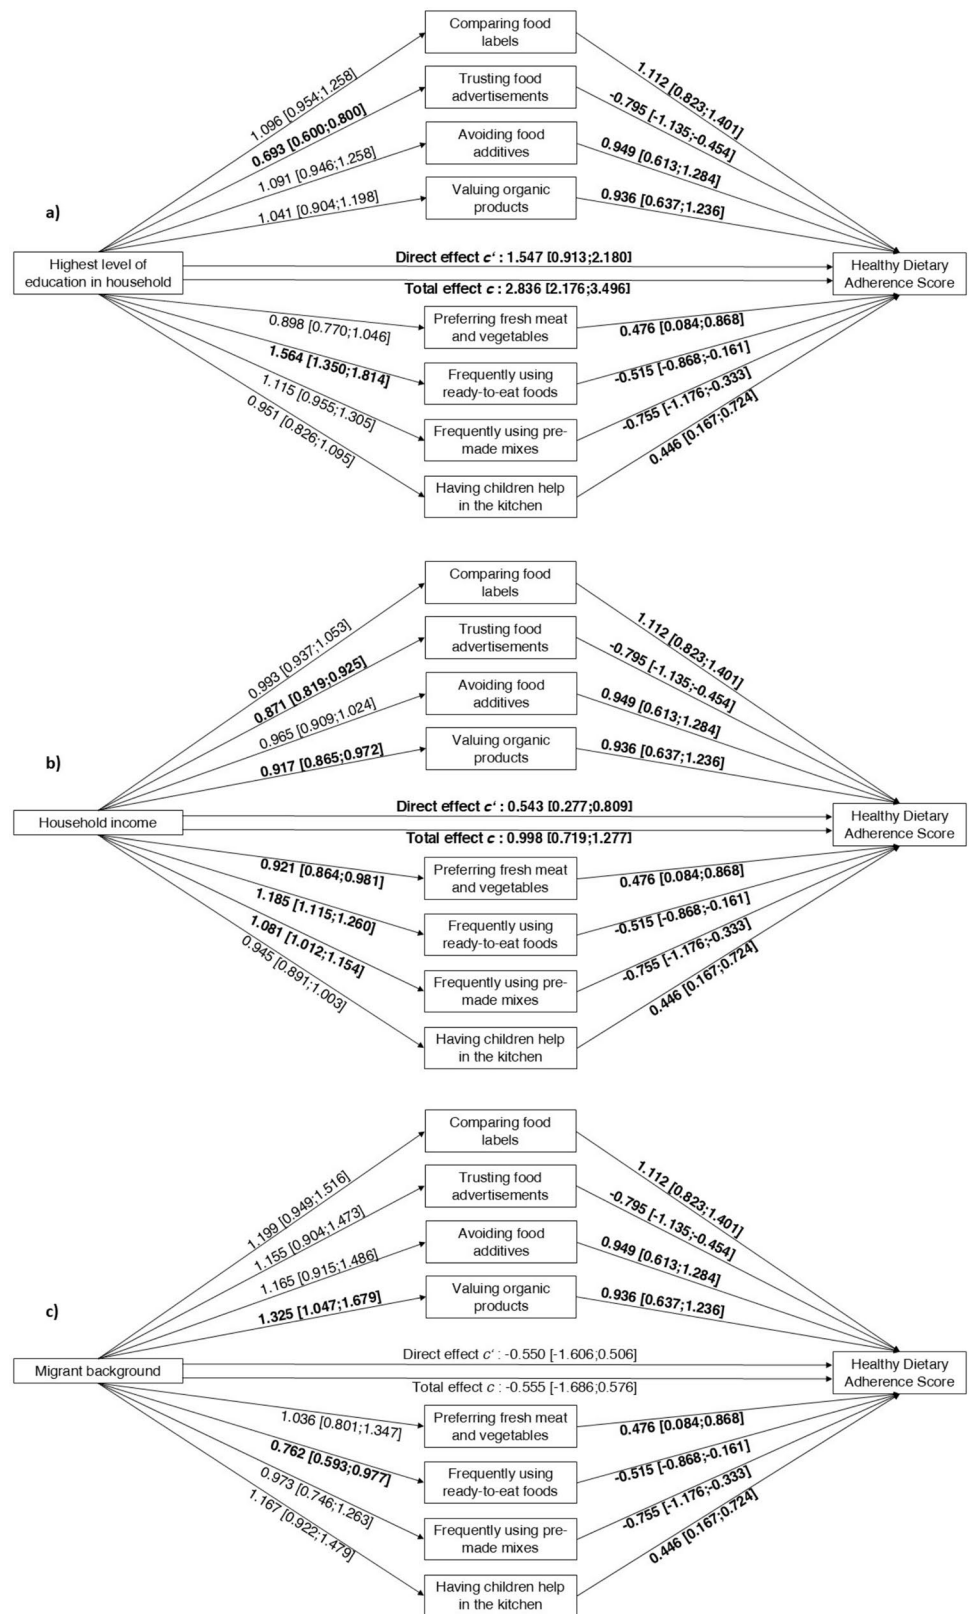 Comparing food
labels
1.096 [0.954;1.258]
1.112 [0.823;1.401]
Trusting food
advertisements
0.693 [0.600;0.800]
-0.795 [-1.135;-0.454]
Avoiding food
additives
1.091 [0.946;1.258]
0.949 [0.613;1.284]
Valuing organic
products
1.041 [0.904;1.198]
0.936 [0.637;1.236]
a)
Highest level of
education in household
Direct effect c‘ : 1.547 [0.913;2.180]
Total effect c : 2.836 [2.176;3.496]
Healthy Dietary
Adherence Score
0.898 [0.770;1.046]
Preferring fresh meat
and vegetables
0.476 [0.084;0.868]
1.564 [1.350;1.814]
Frequently using
ready-to-eat foods
-0.515 [-0.868;-0.161]
1.115 [0.955;1.305]
Frequently using pre-
made mixes
-0.755 [-1.176;-0.333]
0.951 [0.826;1.095]
Having children help
in the kitchen
0.446 [0.167;0.724]
Comparing food
labels
0.993 [0.937;1.053]
1.112 [0.823;1.401]
Trusting food
advertisements
0.871 [0.819;0.925]
-0.795 [-1.135;-0.454]
Avoiding food
additives
0.965 [0.909;1.024]
0.949 [0.613;1.284]
Valuing organic
products
0.917 [0.865;0.972]
0.936 [0.637;1.236]
b)
Household income
Direct effect c‘ : 0.543 [0.277;0.809]
Total effect c : 0.998 [0.719;1.277]
Healthy Dietary
Adherence Score
0.921 [0.864;0.981]
Preferring fresh meat
and vegetables
0.476 [0.084;0.868]
1.185 [1.115;1.260]
Frequently using
ready-to-eat foods
-0.515 [-0.868;-0.161]
1.081 [1.012;1.154]
Frequently using pre-
made mixes
-0.755 [-1.176;-0.333]
0.945 [0.891;1.003]
Having children help
in the kitchen
0.446 [0.167;0.724]
Comparing food
labels
1.199 [0.949;1.516]
1.112 [0.823;1.401]
Trusting food
advertisements
1.155 [0.904;1.473]
-0.795 [-1.135;-0.454]
Avoiding food
additives
1.165 [0.915;1.486]
0.949 [0.613;1.284]
Valuing organic
products
1.325 [1.047;1.679]
0.936 [0.637;1.236]
c)
Migrant background
Direct effect c‘ : -0.550 [-1.606;0.506]
Total effect c : -0.555 [-1.686;0.576]
Healthy Dietary
Adherence Score
1.036 [0.801;1.347]
Preferring fresh meat
and vegetables
0.476 [0.084;0.868]
0.762 [0.593;0.977]
Frequently using
ready-to-eat foods
-0.515 [-0.868;-0.161]
0.973 [0.746;1.263]
Frequently using pre-
made mixes
-0.755 [-1.176;-0.333]
1.167 [0.922;1.479]
Having children help
in the kitchen
0.446 [0.167;0.724]